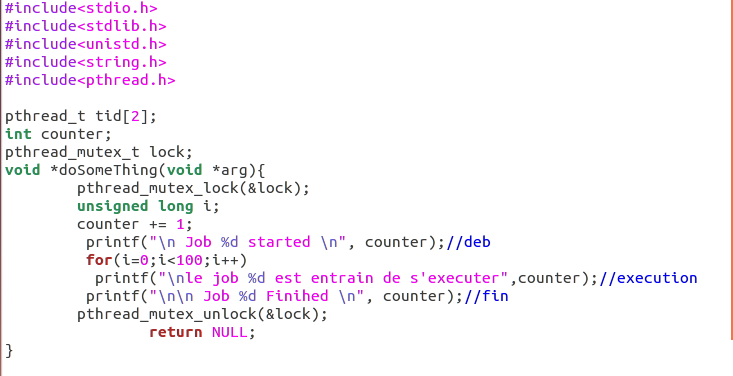 #include<stdio.h>
#include<stdlib.h>
#include<unistd.h>
#include<string.h>
#include<pthread.h>

pthread_t tid[2];
int counter;
pthread_mutex_t lock;
void *doSomeThing(void *arg){
        pthread_mutex_lock(&lock);
        unsigned long i;
        counter += 1;
         printf("\n Job %d started \n", counter);//deb
         for(i=0;i<100;i++)
          printf("\nle job %d est entrain de s'executer",counter);//execution
         printf("\n\n Job %d Finihed \n", counter);//fin
        pthread_mutex_unlock(&lock);
                return NULL;
}